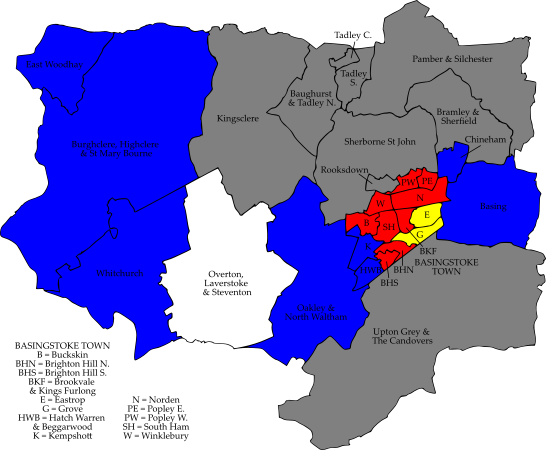 Tadley C.
East Woodhay
Pamber & Silchester
Tadley
S.
Baughurst
& Tadley N.
Bramley &
Sherfield
Kingsclere
Chineham
Burghclere, Highclere
& St Mary Bourne
Sherborne St John
Rooksdown
PW
PE
N
W
Basing
E
B
SH
G
K
BKF
Whitchurch
HWB
BHN
BASINGSTOKE
TOWN
Overton,
Laverstoke
& Steventon
BHS
Oakley &
North Waltham
Upton Grey &
The Candovers
BASINGSTOKE TOWN
B = Buckskin
BHN = Brighton Hill N.
BHS = Brighton Hill S.
BKF = Brookvale
& Kings Furlong
E = Eastrop
G = Grove
HWB = Hatch Warren
& Beggarwood
K = Kempshott
N = Norden
PE = Popley E.
PW = Popley W.
SH = South Ham
W = Winklebury